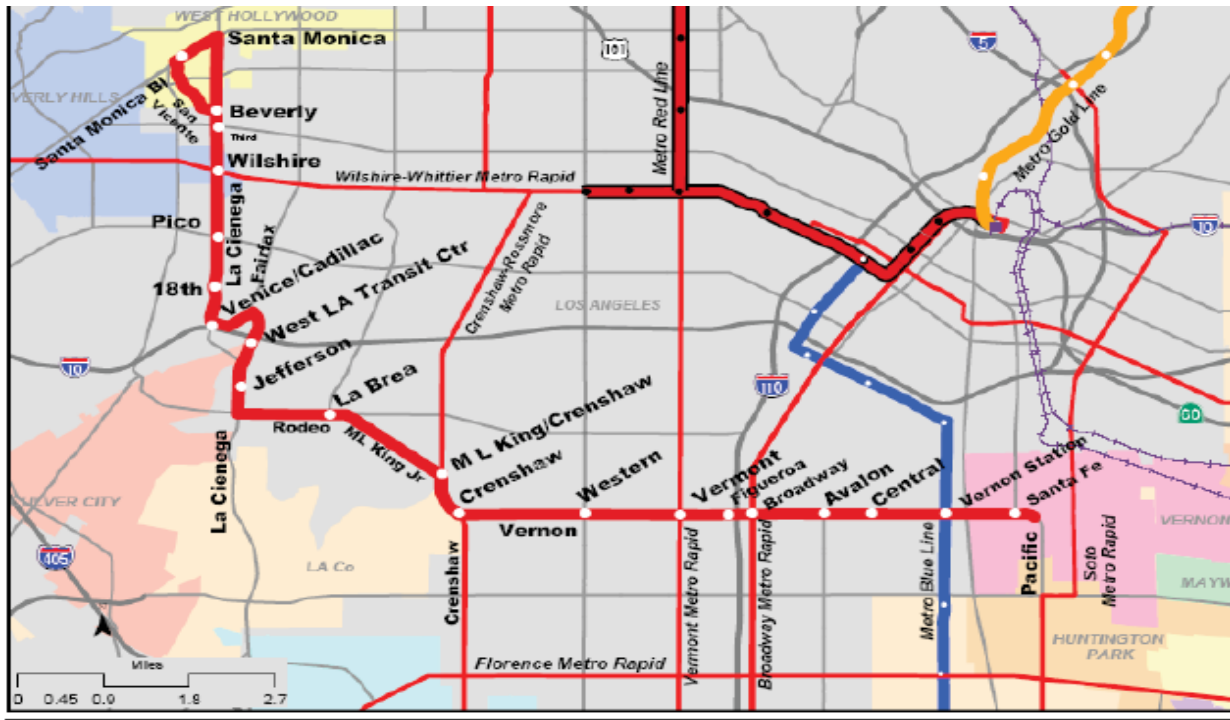 WEST HOLLYWOOD
Santa Monica
101
5
VERLY HILLS
Santa Monica Bl
San Vicente
Beverly
Third
Wilshire
Wilshire-Whittier Metro Rapid
Metro Red Line
Metro Gold Line
10
Pico
La Cienega
Fairfax
18th
Venice/Cadillac
West LA Transit Ctr
Crenshaw-Rossmore
Metro Rapid
LOS ANGELES
10
Jefferson
La Brea
110
60
Rodeo
ML King Jr
M L King/Crenshaw
La Cienega
Crenshaw
Western
Vermont
Figueroa
Broadway
Avalon
Central
Vernon Station
Santa Fe
ULVER CITY
Vernon
VERNON
405
LA Co
Crenshaw
Vermont Metro Rapid
Broadway Metro Rapid
Metro Blue Line
Pacific
Soto
Metro Rapid
MAYW
HUNTINGTON
PARK
Florence Metro Rapid
Miles
0 0.45 0.9 1.8 2.7